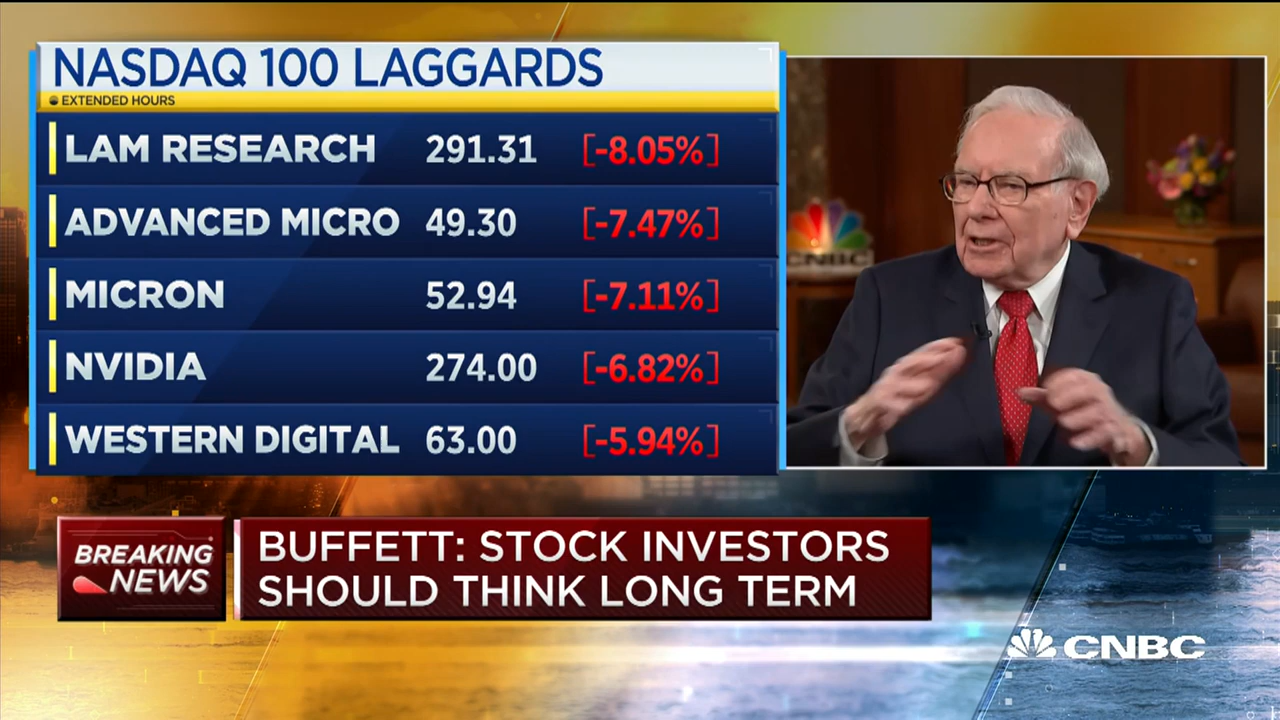 NASDAQ 100 LAGGARDS
EXTENDED HOURS
LAM RESEARCH 291.31 [-8.05%]
ADVANCED MICRO 49.30 [-7.47%]
MICRON 52.94 [-7.11%]
NVIDIA 274.00 [-6.82%]
WESTERN DIGITAL 63.00 [-5.94%]
CNBC
BREAKING NEWS
BUFFETT: STOCK INVESTORS
SHOULD THINK LONG TERM
CNBC